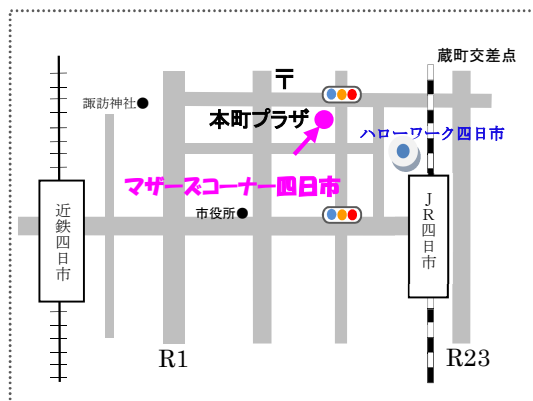 蔵町交差点
〒
諏訪神社
本町プラザ
ハローワーク四日市
マザーズコーナー四日市
市役所
近鉄四日市
JR四日市
R1
R23